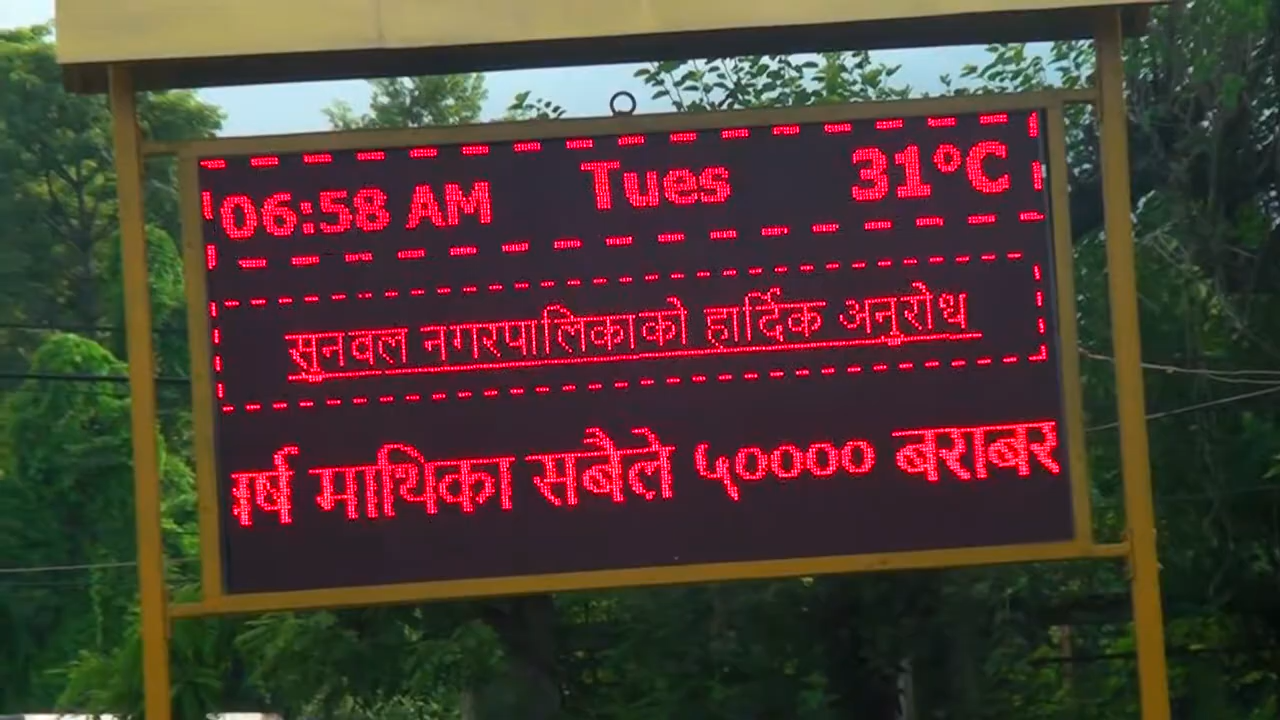 06:58 AM Tues 31°C
सुनवल नगरपालिकाको हार्दिक अनुरोध
माथिका सबैले ५०००० बराबर